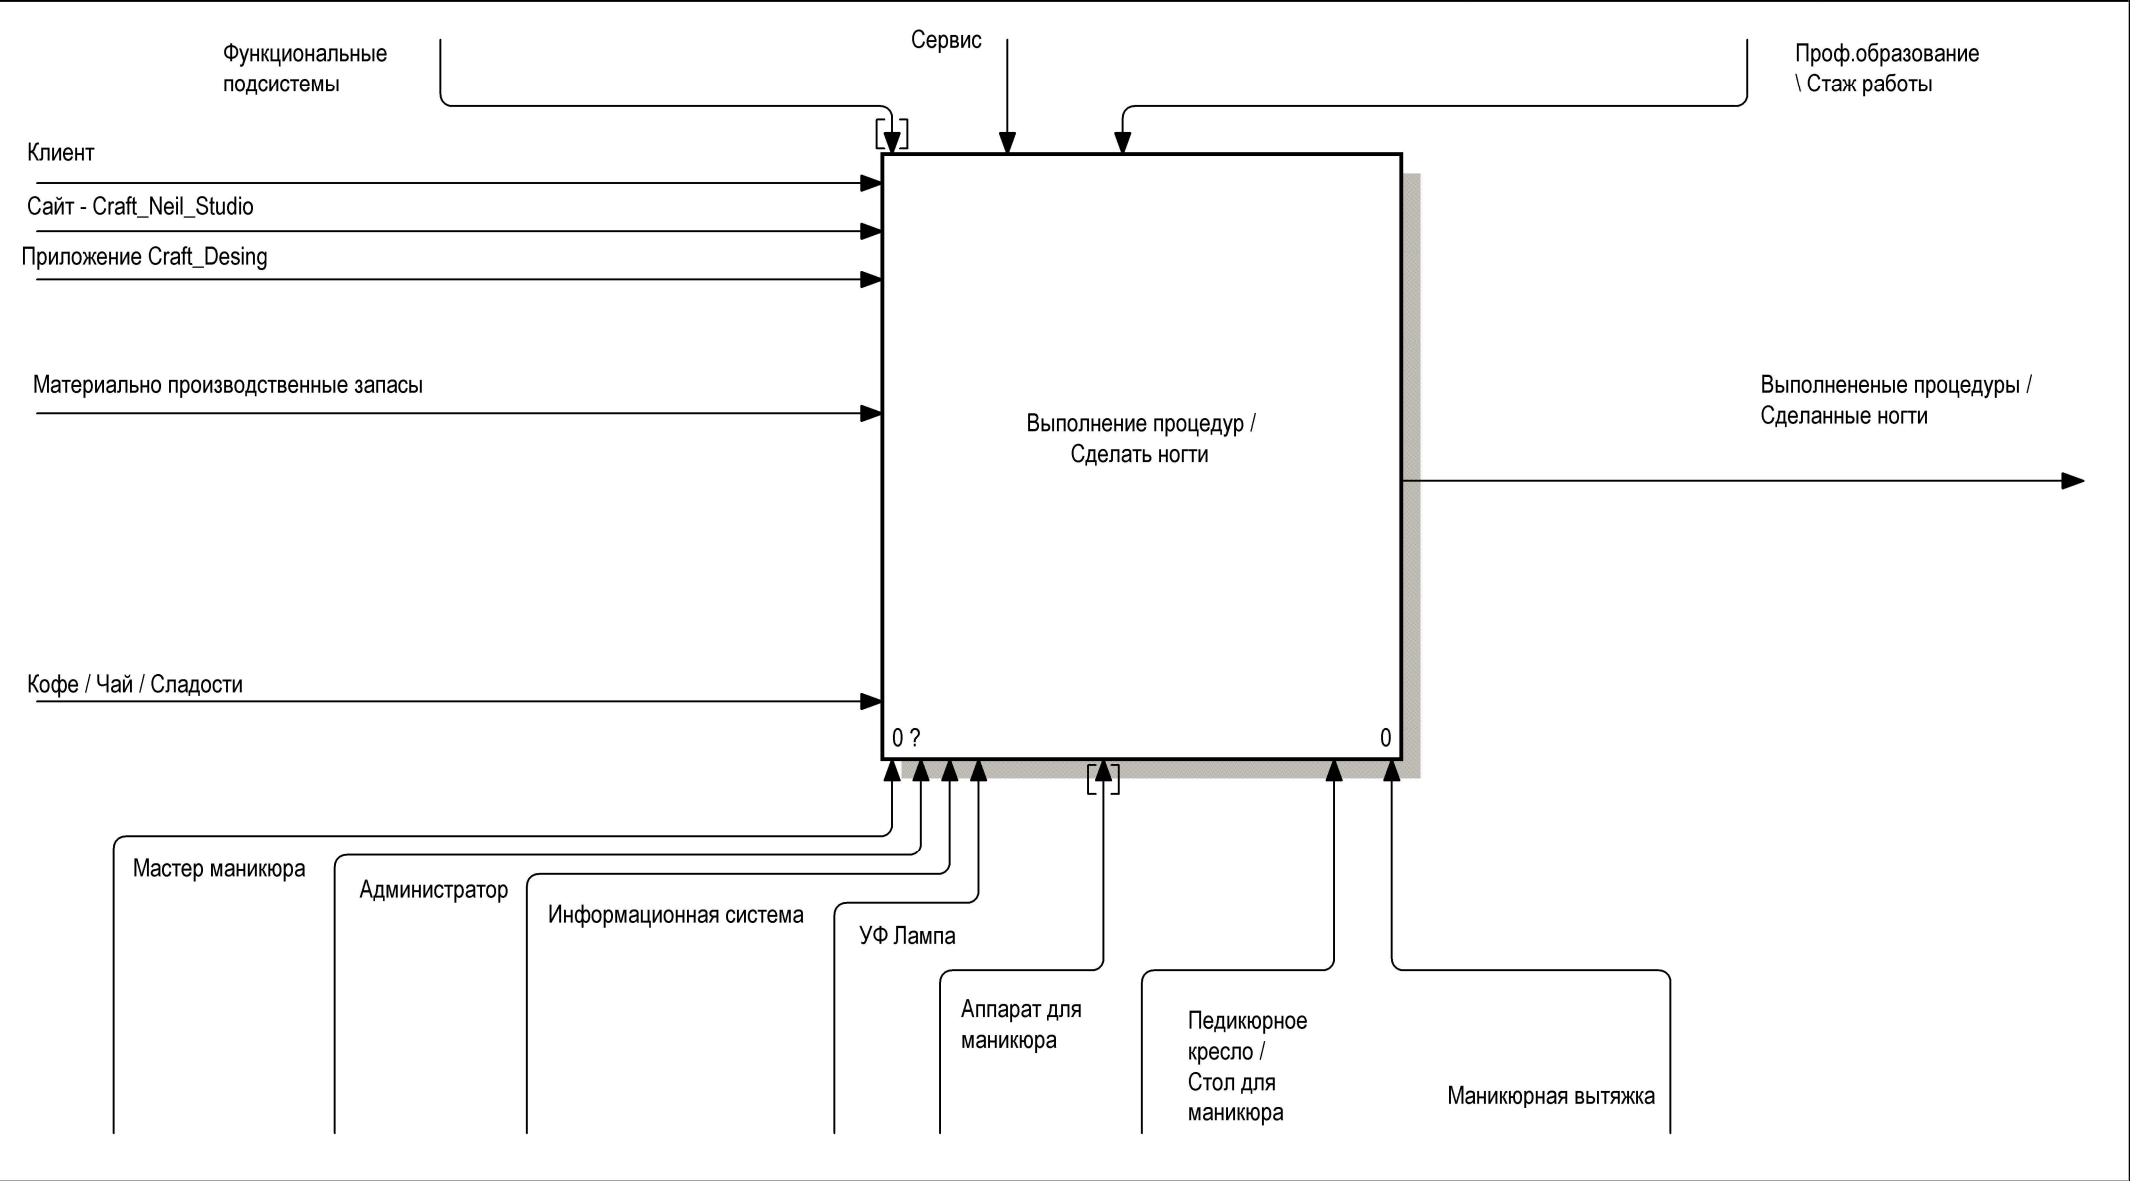 Функциональные
подсистемы
Сервис
Проф.образование
\ Стаж работы
Клиент
Сайт - Craft_Neil_Studio
Приложение Craft_Desing
Материально производственные запасы
Кофе / Чай / Сладости
Выполнение процедур /
Сделать ногти
0 ?
0
Выполнененые процедуры /
Сделанные ногти
Мастер маникюра
Администратор
Информационная система
УФ Лампа
Аппарат для
маникюра
Педикюрное
кресло /
Стол для
маникюра
Маникюрная вытяжка